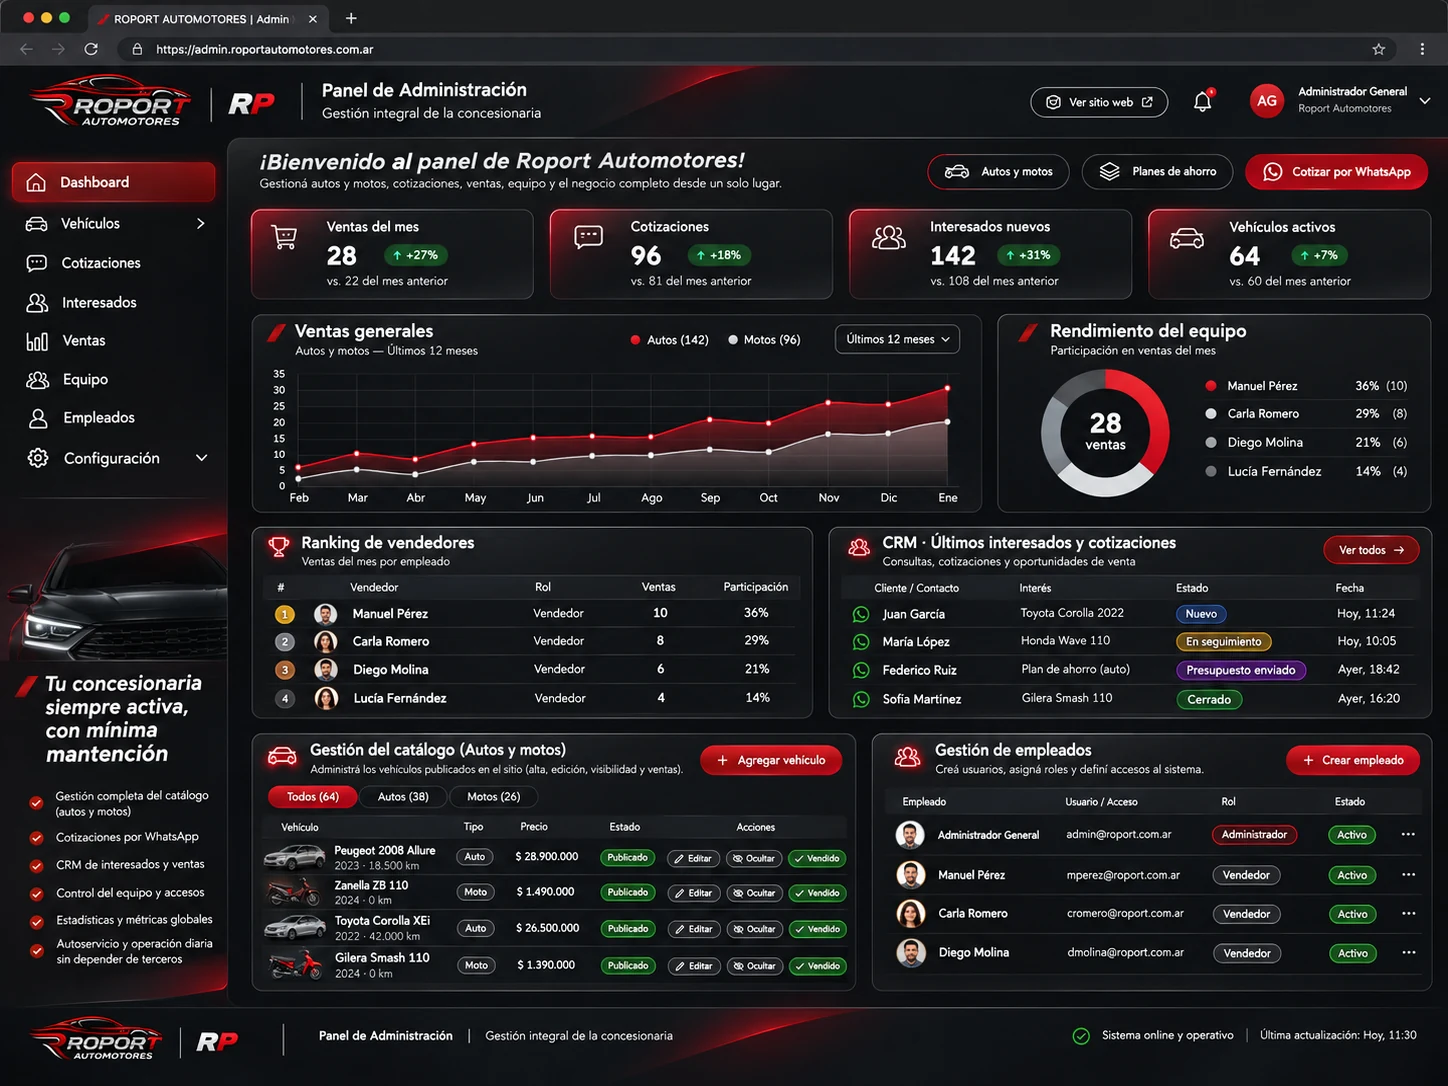 ROPORT AUTOMOTORES | Admin
https://admin.roportautomotores.com.ar
ROPORT
AUTOMOTORES
RP
Panel de Administración
Gestión integral de la concesionaria
Ver sitio web
AG
Administrador General
Roport Automotores
Dashboard
Vehículos
Cotizaciones
Interesados
Ventas
Equipo
Empleados
Configuración
Tu concesionaria
siempre activa,
con mínima
mantención
Gestión completa del catálogo
(autos y motos)
Cotizaciones por WhatsApp
CRM de interesados y ventas
Control del equipo y accesos
Estadísticas y métricas globales
Autoservicio y operación diaria
sin depender de terceros
¡Bienvenido al panel de Roport Automotores!
Gestioná autos y motos, cotizaciones, ventas, equipo y el negocio completo desde un solo lugar.
Autos y motos
Planes de ahorro
Cotizar por WhatsApp
Ventas del mes
28 ↑ +27%
vs. 22 del mes anterior
Cotizaciones
96 ↑ +18%
vs. 81 del mes anterior
Interesados nuevos
142 ↑ +31%
vs. 108 del mes anterior
Vehículos activos
64 ↑ +7%
vs. 60 del mes anterior
Ventas generales
Autos y motos — Últimos 12 meses
Autos (142) Motos (96)
Últimos 12 meses
35
30
25
20
15
10
5
0
Feb Mar Abr May Jun Jul Ago Sep Oct Nov Dic Ene
Rendimiento del equipo
Participación en ventas del mes
28
ventas
Manuel Pérez 36% (10)
Carla Romero 29% (8)
Diego Molina 21% (6)
Lucía Fernández 14% (4)
Ranking de vendedores
Ventas del mes por empleado
# Vendedor Rol Ventas Participación
1 Manuel Pérez Vendedor 10 36%
2 Carla Romero Vendedor 8 29%
3 Diego Molina Vendedor 6 21%
4 Lucía Fernández Vendedor 4 14%
CRM · Últimos interesados y cotizaciones
Consultas, cotizaciones y oportunidades de venta
Ver todos →
Cliente / Contacto Interés Estado Fecha
Juan García Toyota Corolla 2022 Nuevo Hoy, 11:24
María López Honda Wave 110 En seguimiento Hoy, 10:05
Federico Ruiz Plan de ahorro (auto) Presupuesto enviado Ayer, 18:42
Sofía Martínez Gilera Smash 110 Cerrado Ayer, 16:20
Gestión del catálogo (Autos y motos)
Administrá los vehículos publicados en el sitio (alta, edición, visibilidad y ventas).
+ Agregar vehículo
Todos (64) Autos (38) Motos (26)
Vehículo Tipo Precio Estado Acciones
Peugeot 2008 Allure
2023 · 18.500 km
Auto $ 28.900.000 Publicado Editar Ocultar Vendido
Zanella ZB 110
2024 · 0 km
Moto $ 1.490.000 Publicado Editar Ocultar Vendido
Toyota Corolla XEi
2022 · 42.000 km
Auto $ 26.500.000 Publicado Editar Ocultar Vendido
Gilera Smash 110
2024 · 0 km
Moto $ 1.390.000 Publicado Editar Ocultar Vendido
Gestión de empleados
Creá usuarios, asigná roles y definí accesos al sistema.
+ Crear empleado
Empleado Usuario / Acceso Rol Estado
Administrador General admin@roport.com.ar Administrador Activo
Manuel Pérez mperez@roport.com.ar Vendedor Activo
Carla Romero cromero@roport.com.ar Vendedor Activo
Diego Molina dmolina@roport.com.ar Vendedor Activo
ROPORT
AUTOMOTORES
RP
Panel de Administración | Gestión integral de la concesionaria
Sistema online y operativo | Última actualización: Hoy, 11:30